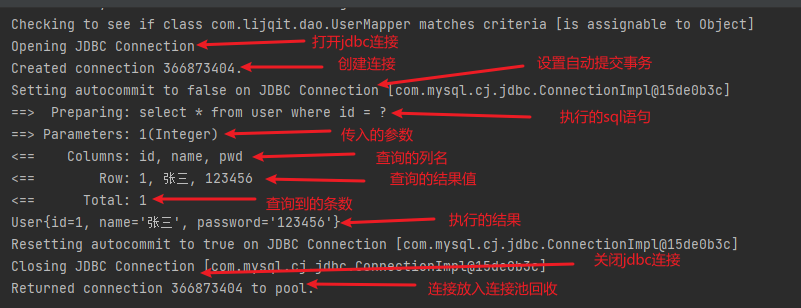 Checking to see if class com.lijqit.dao.UserMapper matches criteria [is assignable to Object]
Opening JDBC Connection 打开jdbc连接
Created connection 366873404. 创建连接
设置自动提交事务
Setting autocommit to false on JDBC Connection [com.mysql.cj.jdbc.ConnectionImpl@15de0b3c]
==>  Preparing: select * from user where id = ? 执行的sql语句
==> Parameters: 1(Integer) 传入的参数
<==    Columns: id, name, pwd 查询的列名
<==        Row: 1, 张三, 123456 查询的结果值
<==      Total: 1 查询到的条数
User{id=1, name='张三', password='123456'} 执行的结果
Resetting autocommit to true on JDBC Connection [com.mysql.cj.jdbc.ConnectionImpl@15de0b3c]
Closing JDBC Connection [com.mysql.cj.jdbc.ConnectionImpl@15de0b3c] 关闭jdbc连接
Returned connection 366873404 to pool. 连接放入连接池回收